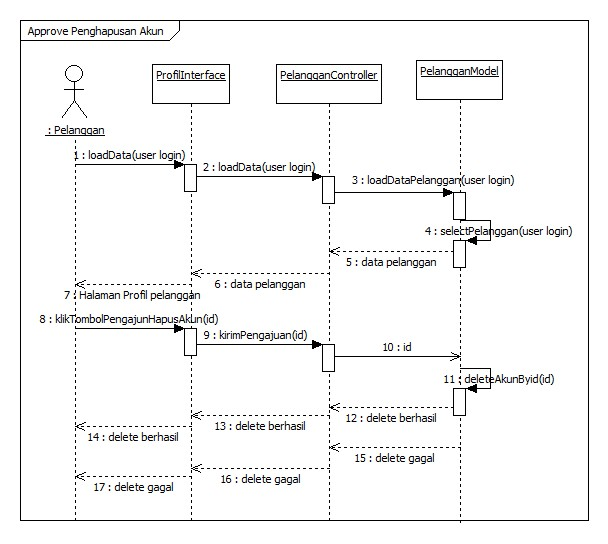 Approve Penghapusan Akun
ProfilInterface
PelangganController
PelangganModel
: Pelanggan
1 : loadData(user login)
2 : loadData(user login)
3 : loadDataPelanggan(user login)
4 : selectPelanggan(user login)
5 : data pelanggan
6 : data pelanggan
7 : Halaman Profil pelanggan
8 : klikTombolPengajunHapusAkun(id)
9 : kirimPengajuan(id)
10 : id
11 : deleteAkunByid(id)
12 : delete berhasil
13 : delete berhasil
14 : delete berhasil
15 : delete gagal
16 : delete gagal
17 : delete gagal